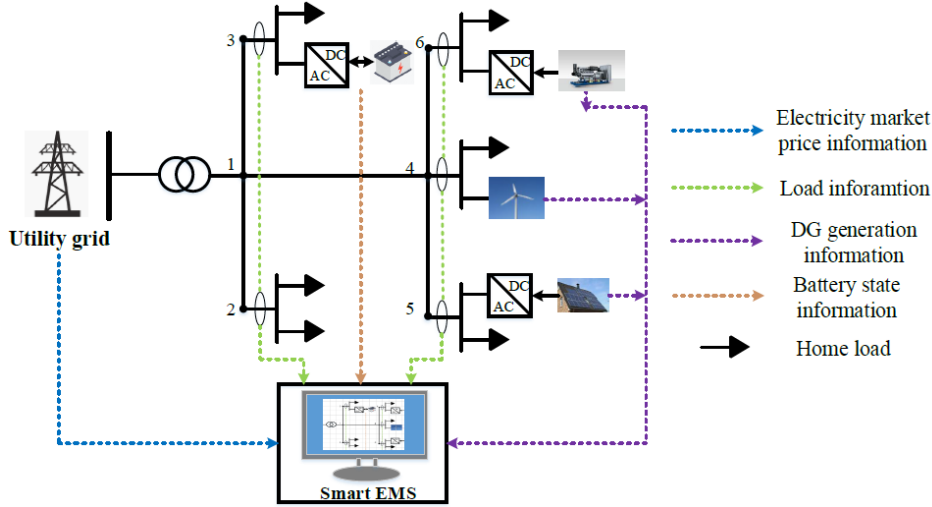 3
DC
AC
6
DC
AC
Electricity market
price information
1
4
Load inforamtion
Utility grid
DG generation
information
2
5
DC
AC
Battery state
information
Home load
Smart EMS